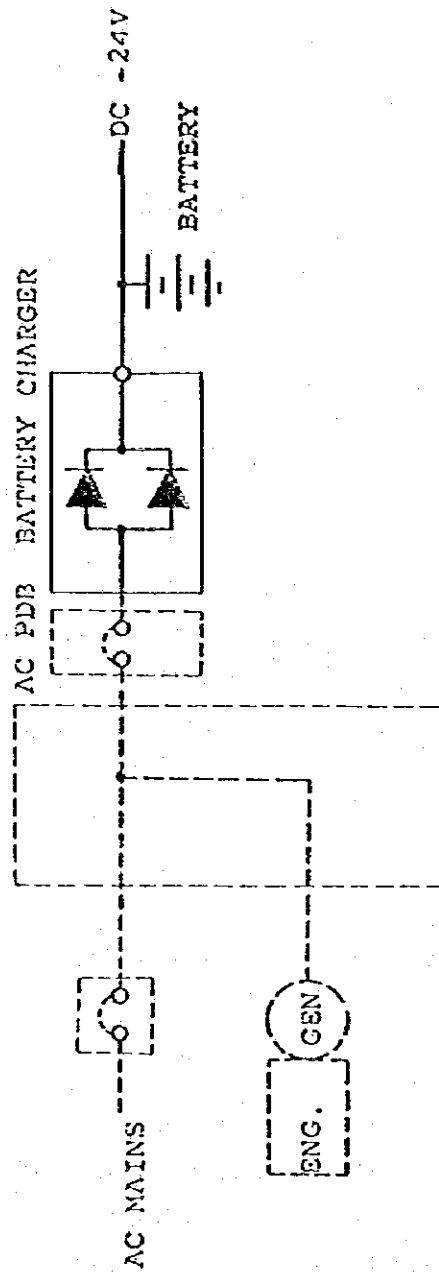 AC PDB
BATTERY CHARGER
DC -24V
BATTERY
AC MAINS
ENG.
GEN